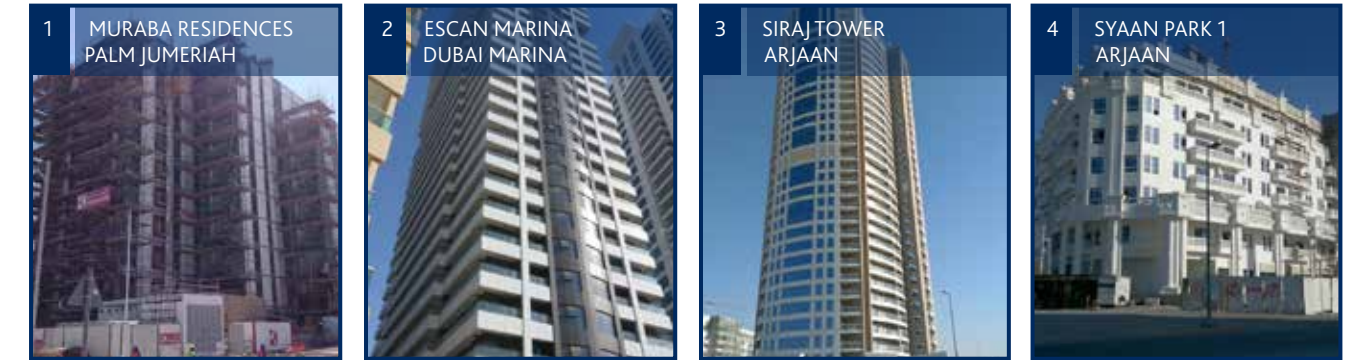 1
MURABA RESIDENCES
PALM JUMERIAH
2
ESCAN MARINA
DUBAI MARINA
3
SIRAJ TOWER
ARJAAN
4
SYAAN PARK 1
ARJAAN